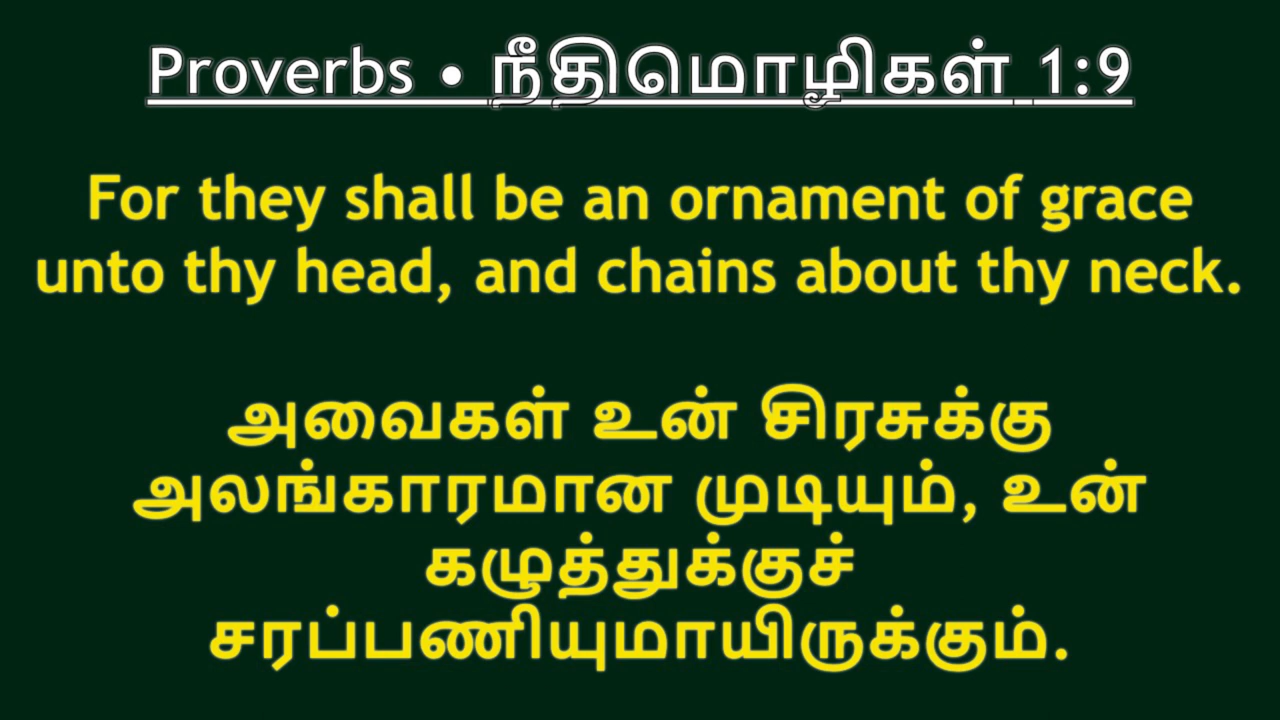 Proverbs • நீதிமொழிகள் 1:9
For they shall be an ornament of grace
unto thy head, and chains about thy neck.
அவைகள் உன் சிரசுக்கு
அலங்காரமான முடியும், உன்
கழுத்துக்குச்
சரப்பணியுமாயிருக்கும்.